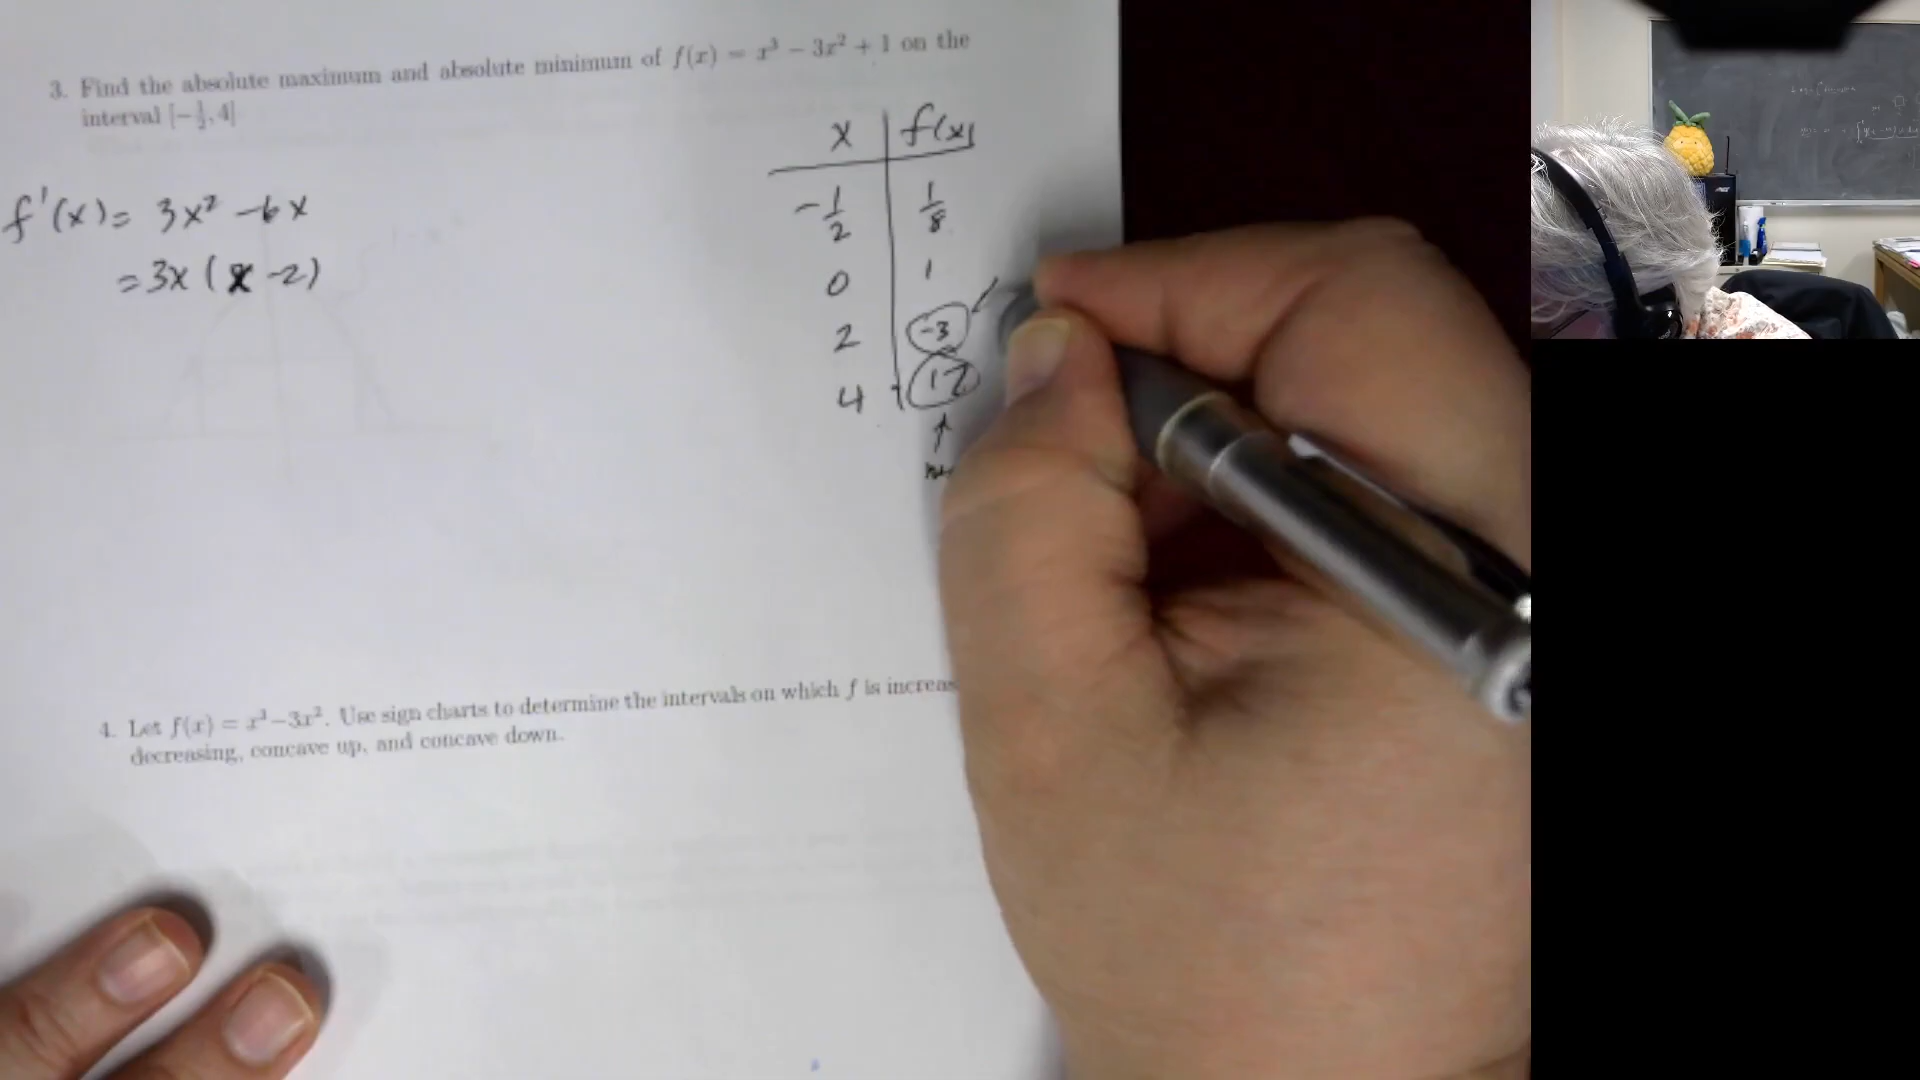 3. Find the absolute maximum and absolute minimum of f(x) = x³ − 3x² + 1 on the
interval [−1/2, 4]
x | f(x)
−1/2 | 1/8
0 | 1
2 | −3
4 | 17
f'(x) = 3x² − 6x
= 3x (x − 2)
4. Let f(x) = x³−3x². Use sign charts to determine the intervals on which f is
decreasing, concave up, and concave down.